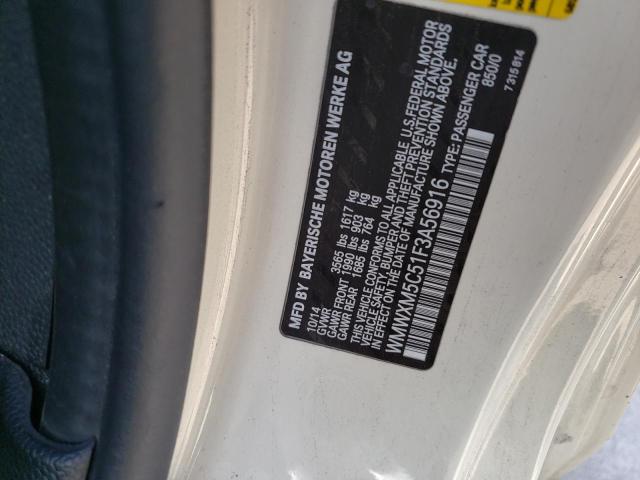 MFD BY BAYERISCHE MOTOREN WERKE AG
10/14
GVWR 3565 lbs 1617 kg
GAWR FRONT 1990 lbs 903 kg
GAWR REAR 1685 lbs 764 kg
THIS VEHICLE CONFORMS TO ALL APPLICABLE U.S. FEDERAL MOTOR
VEHICLE SAFETY, BUMPER, AND THEFT PREVENTION STANDARDS
IN EFFECT ON THE DATE OF MANUFACTURE SHOWN ABOVE.
WMWXM5C51F3A56916 TYPE: PASSENGER CAR
850/0
7 315 814